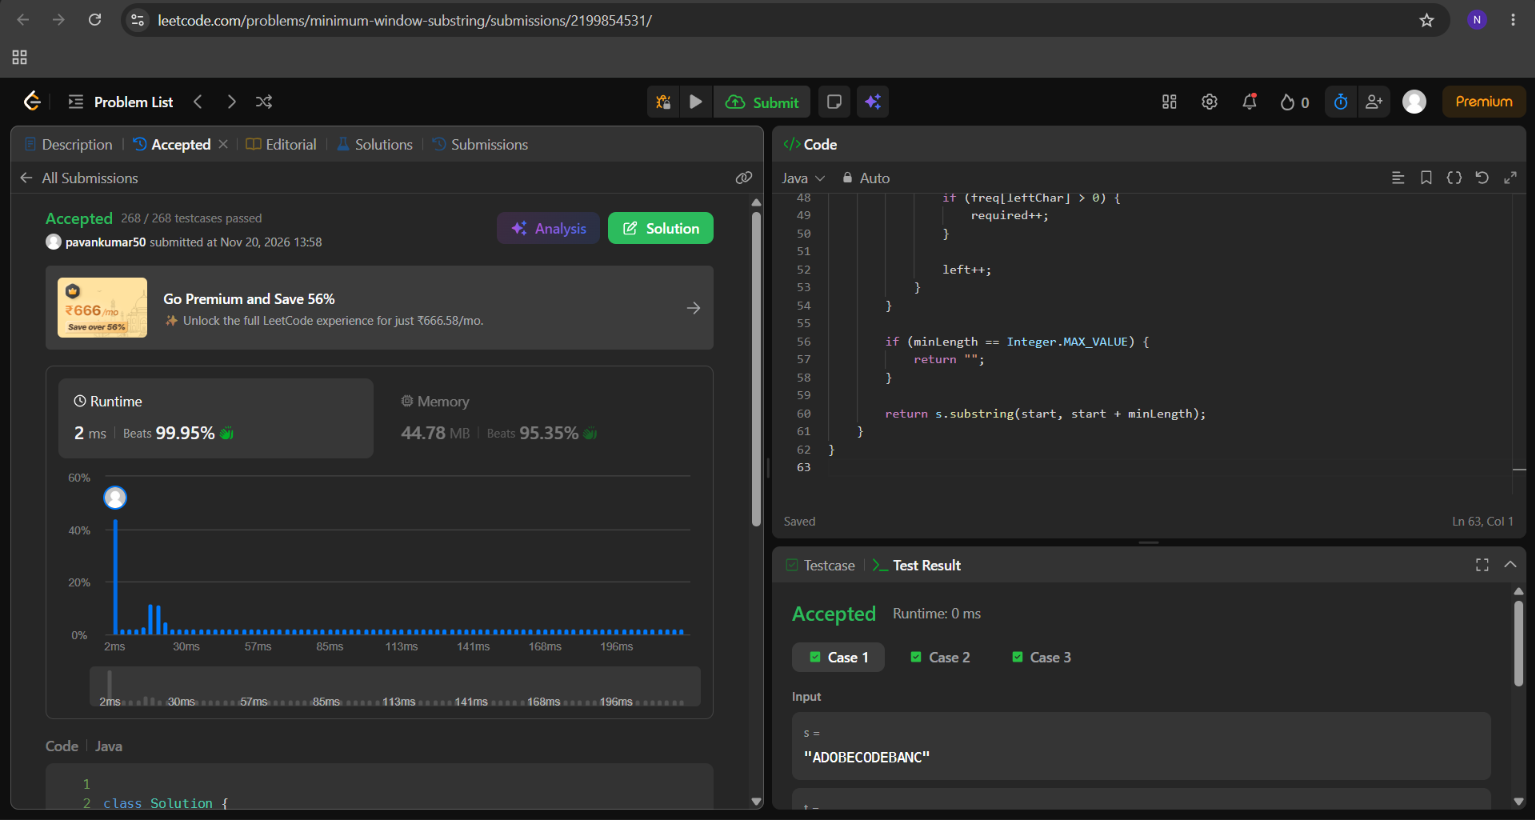 leetcode.com/problems/minimum-window-substring/submissions/2199854531/
N
Problem List
Submit
0
Premium
Description
Accepted
Editorial
Solutions
Submissions
All Submissions
Accepted 268 / 268 testcases passed
pavankumar50 submitted at Nov 20, 2026 13:58
Analysis
Solution
₹666/mo
Save over 56%
Go Premium and Save 56%
✨ Unlock the full LeetCode experience for just ₹666.58/mo.
Runtime
2 ms Beats 99.95%
Memory
44.78 MB Beats 95.35%
60%
40%
20%
0%
2ms 30ms 57ms 85ms 113ms 141ms 168ms 196ms
2ms 30ms 57ms 85ms 113ms 141ms 168ms 196ms
Code Java
1
2 class Solution {
</> Code
Java Auto
48 if (freq[leftChar] > 0) {
49 required++;
50 }
51
52 left++;
53 }
54 }
55
56 if (minLength == Integer.MAX_VALUE) {
57 return "";
58 }
59
60 return s.substring(start, start + minLength);
61 }
62 }
63
Saved
Ln 63, Col 1
Testcase
>_ Test Result
Accepted Runtime: 0 ms
Case 1 Case 2 Case 3
Input
s =
"ADOBECODEBANC"